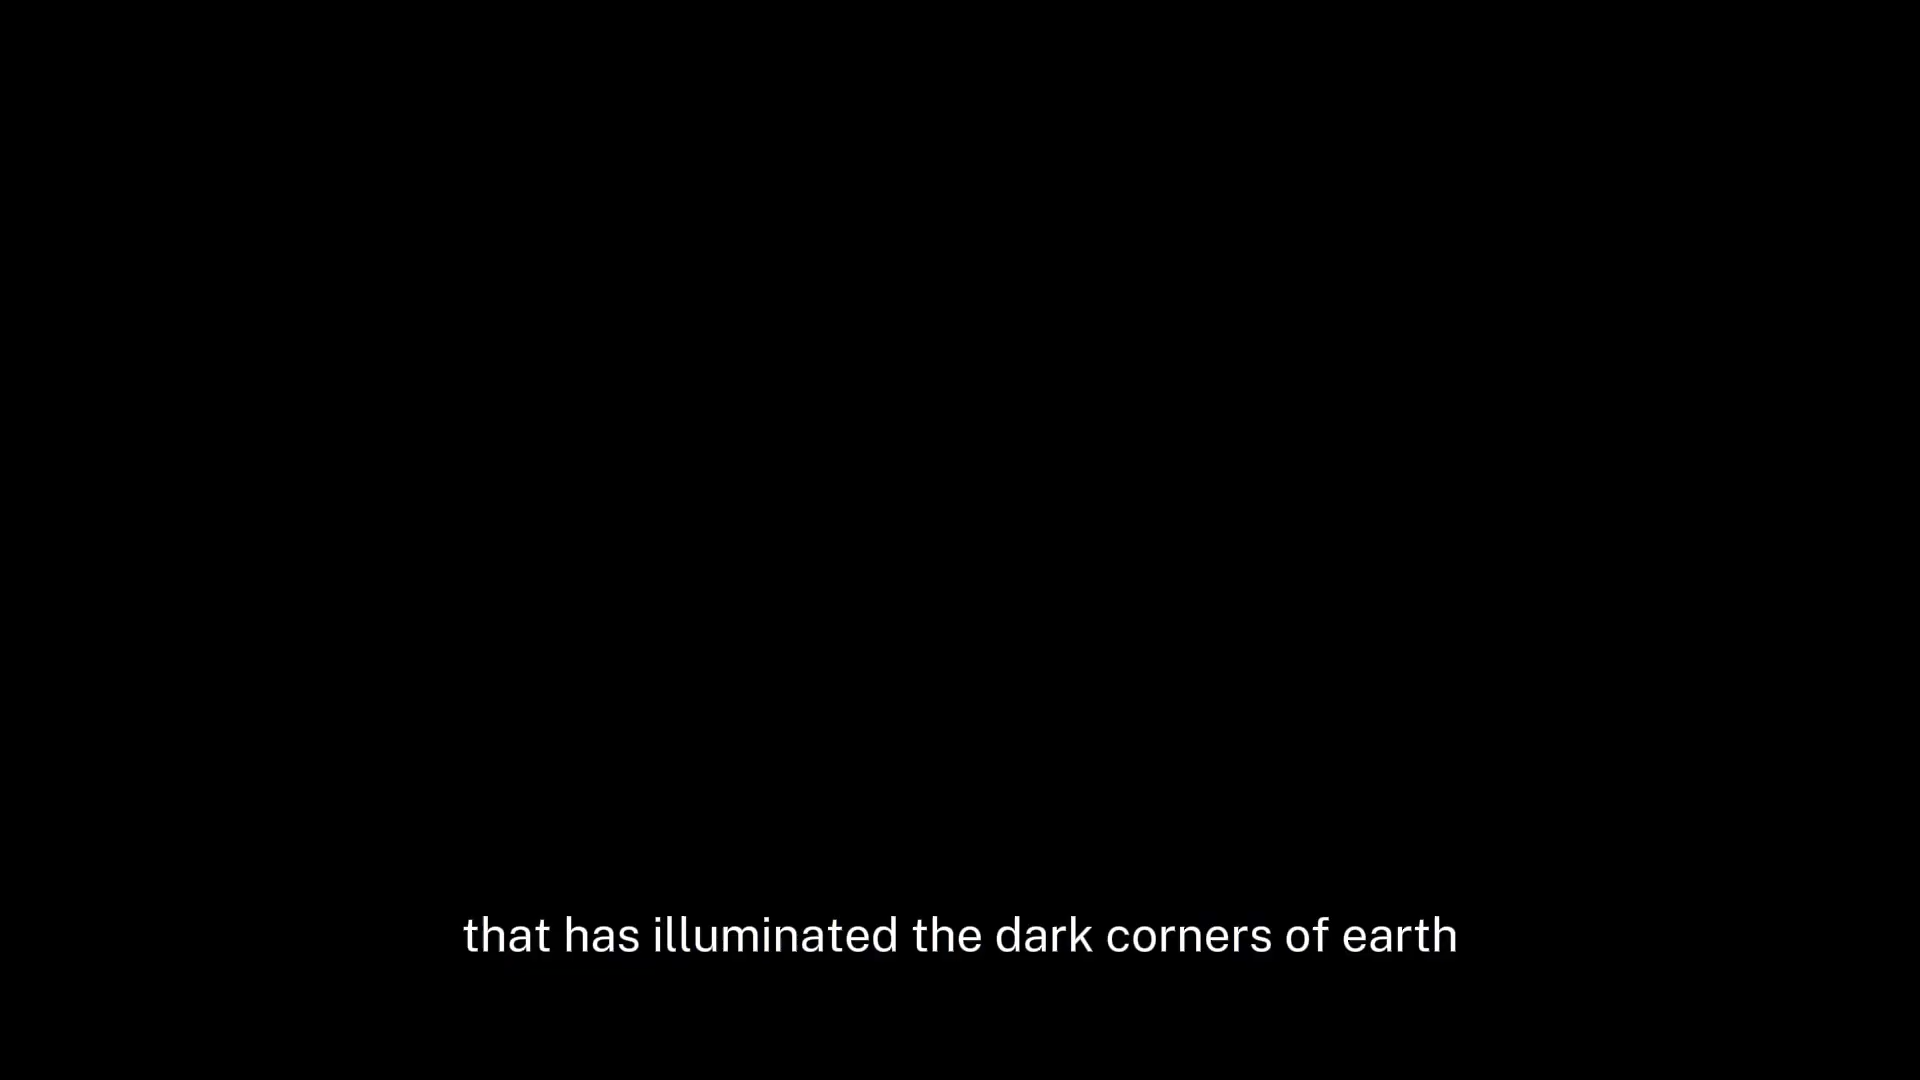 that has illuminated the dark corners of earth